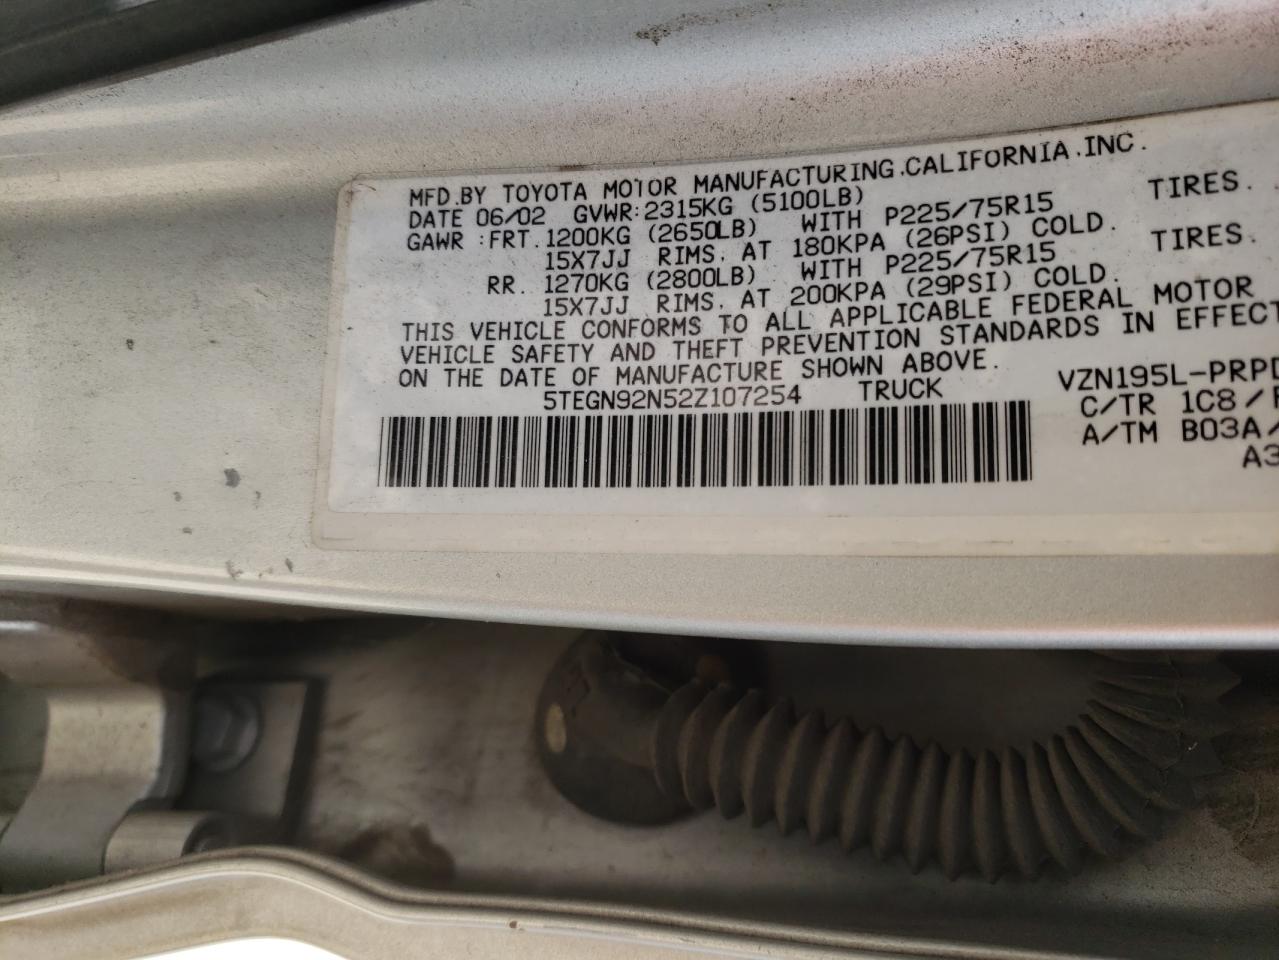 MFD.BY TOYOTA MOTOR MANUFACTURING.CALIFORNIA.INC.
DATE 06/02 GVWR:2315KG (5100LB)
GAWR :FRT. 1200KG (2650LB) WITH P225/75R15 TIRES.
15X7JJ RIMS. AT 180KPA (26PSI) COLD.
RR. 1270KG (2800LB) WITH P225/75R15 TIRES.
15X7JJ RIMS. AT 200KPA (29PSI) COLD.
THIS VEHICLE CONFORMS TO ALL APPLICABLE FEDERAL MOTOR
VEHICLE SAFETY AND THEFT PREVENTION STANDARDS IN EFFECT
ON THE DATE OF MANUFACTURE SHOWN ABOVE.
5TEGN92N52Z107254 TRUCK VZN195L-PRPD
C/TR 1C8/
A/TM B03A/
A3